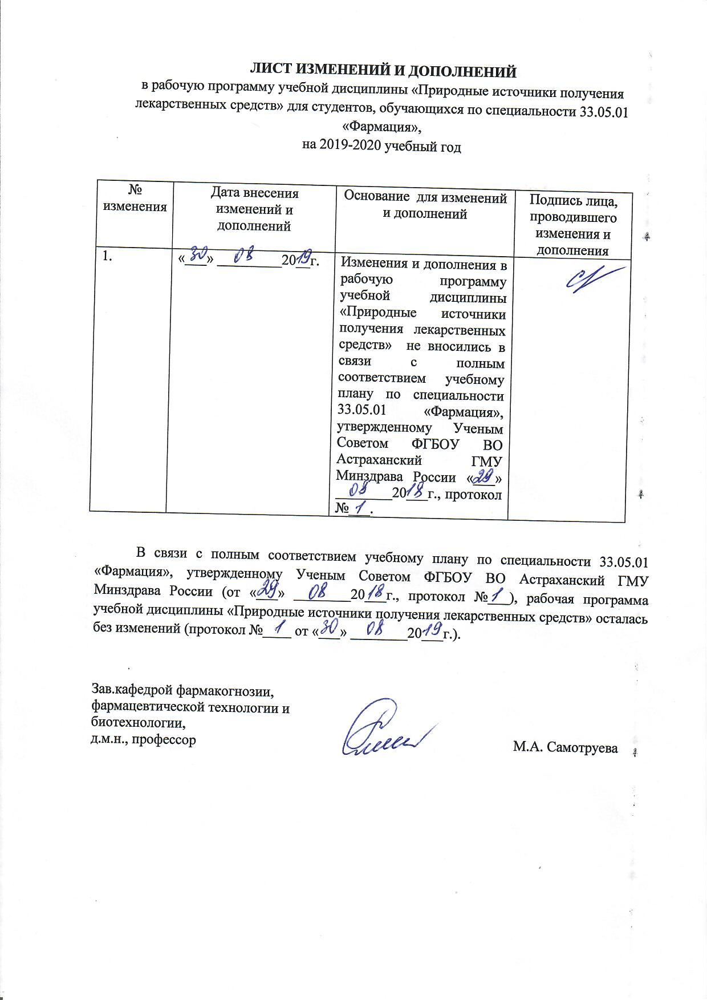 ЛИСТ ИЗМЕНЕНИЙ И ДОПОЛНЕНИЙ
в рабочую программу учебной дисциплины «Природные источники получения
лекарственных средств» для студентов, обучающихся по специальности 33.05.01
«Фармация»,
на 2019-2020 учебный год
№
изменения
Дата внесения
изменений и
дополнений
Основание для изменений
и дополнений
Подпись лица,
проводившего
изменения и
дополнения
1.
«30» 08 2019г.
Изменения и дополнения в
рабочую программу
учебной дисциплины
«Природные источники
получения лекарственных
средств» не вносились в
связи с полным
соответствием учебному
плану по специальности
33.05.01 «Фармация»,
утвержденному Ученым
Советом ФГБОУ ВО
Астраханский ГМУ
Минздрава России «29»
08 2018г., протокол
№ 1.
В связи с полным соответствием учебному плану по специальности 33.05.01
«Фармация», утвержденному Ученым Советом ФГБОУ ВО Астраханский ГМУ
Минздрава России (от «29» 08 2018г., протокол № 1), рабочая программа
учебной дисциплины «Природные источники получения лекарственных средств» осталась
без изменений (протокол № 1 от «30» 08 2019г.).
Зав.кафедрой фармакогнозии,
фармацевтической технологии и
биотехнологии,
д.м.н., профессор
М.А. Самотруева